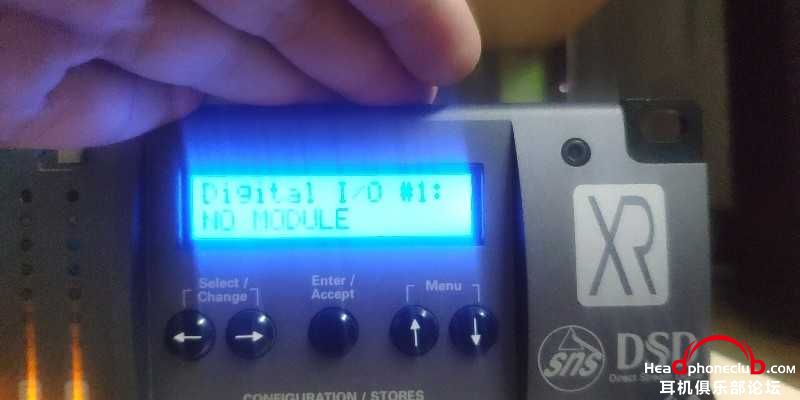 Digital I/O #1:
NO MODULE
Select /
Change
Enter /
Accept
Menu
XR
sns
DSD
Headphoneclub.com
耳机俱乐部论坛
CONFIGURATION / STORES